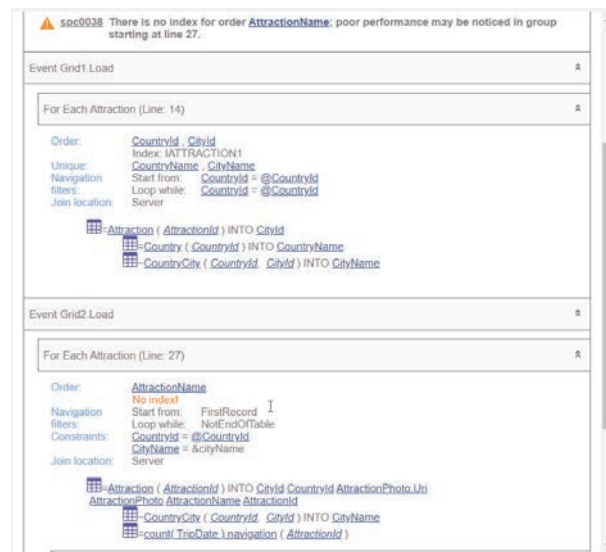 spc0038 There is no index for order AttractionName; poor performance may be noticed in group
starting at line 27.
Event Grid1.Load
For Each Attraction (Line: 14)
Order: CountryId , CityId
Index: IATTRACTION1
Unique: CountryName , CityName
Navigation Start from: CountryId = @CountryId
filters: Loop while: CountryId = @CountryId
Join location: Server
=Attraction ( AttractionId ) INTO CityId
=Country ( CountryId ) INTO CountryName
=CountryCity ( CountryId, CityId ) INTO CityName
Event Grid2.Load
For Each Attraction (Line: 27)
Order: AttractionName
No index!
Navigation Start from: FirstRecord
filters: Loop while: NotEndOfTable
Constraints: CountryId = @CountryId
CityName = &cityName
Join location: Server
=Attraction ( AttractionId ) INTO CityId CountryId AttractionPhoto.Uri
AttractionPhoto AttractionName AttractionId
=CountryCity ( CountryId, CityId ) INTO CityName
=count( TripDate ) navigation ( AttractionId )